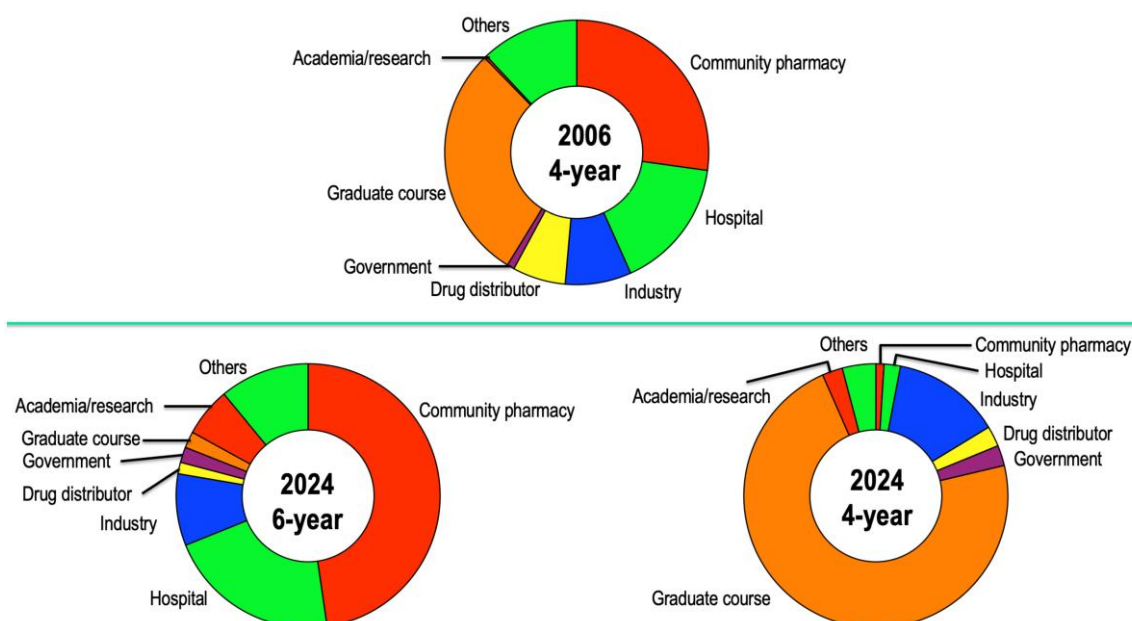 Others
Academia/research
Community pharmacy
2006
4-year
Graduate course
Hospital
Government
Drug distributor
Industry
Others
Academia/research
Community pharmacy
Graduate course
Government
Drug distributor
2024
6-year
Industry
Hospital
Others
Community pharmacy
Hospital
Academia/research
Industry
Drug distributor
Government
2024
4-year
Graduate course